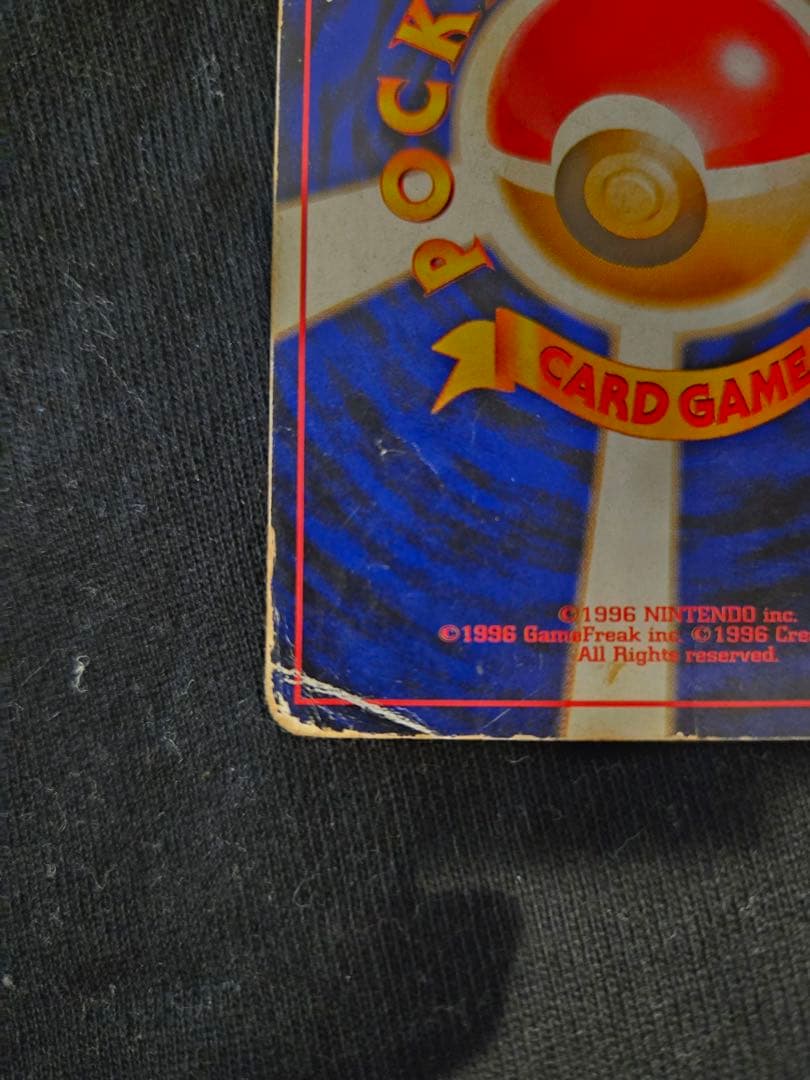 POCK
CARD GAME
©1996 NINTENDO inc.
©1996 GameFreak inc. ©1996 Cre
All Rights reserved.